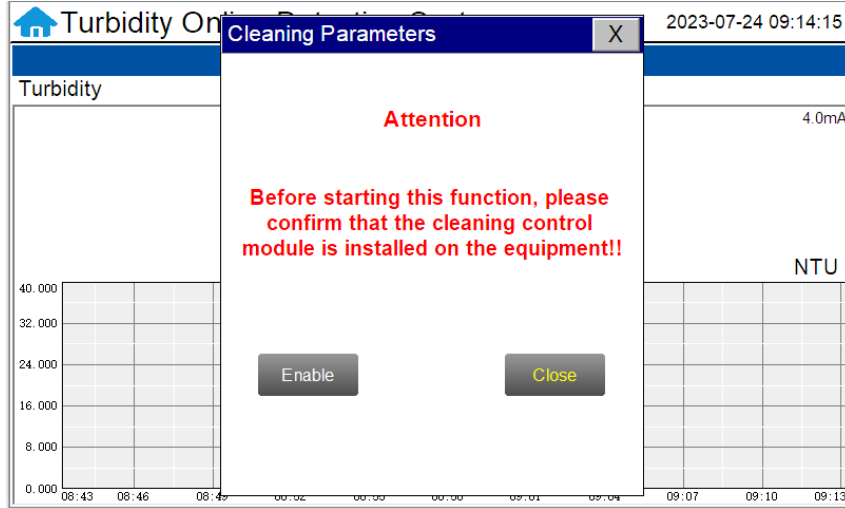 Turbidity On
2023-07-24 09:14:15
Cleaning Parameters
X
Turbidity
4.0mA
Attention
Before starting this function, please
confirm that the cleaning control
module is installed on the equipment!!
NTU
Enable
Close
40.000
32.000
24.000
16.000
8.000
0.000
08:43 08:46 09:07 09:10 09:13